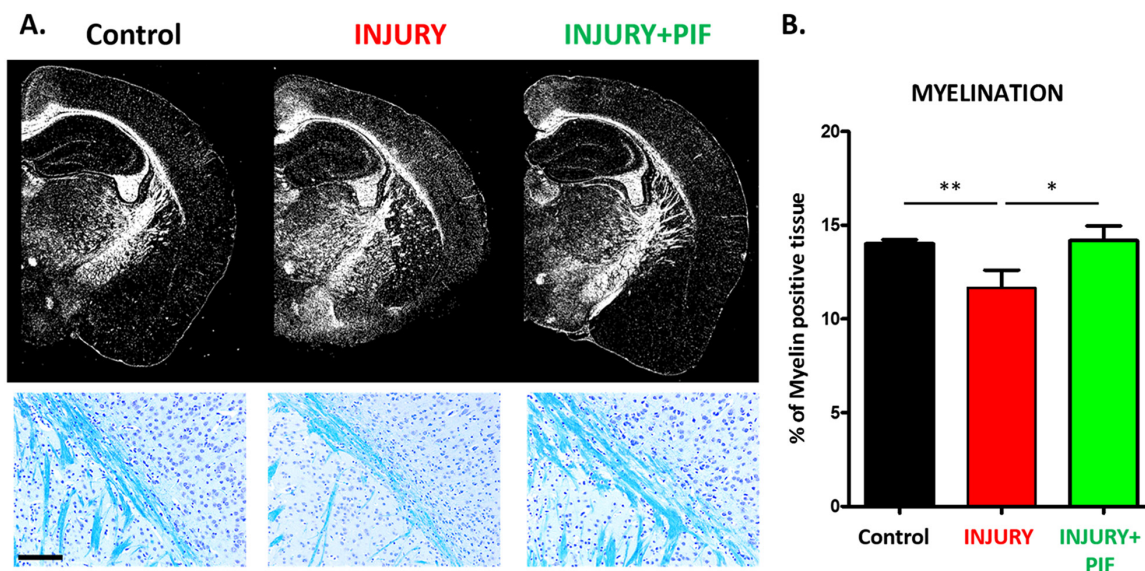 A.
Control INJURY INJURY+PIF
B.
MYELINATION
% of Myelin positive tissue
20
15
10
5
0
** *
Control INJURY INJURY+
PIF